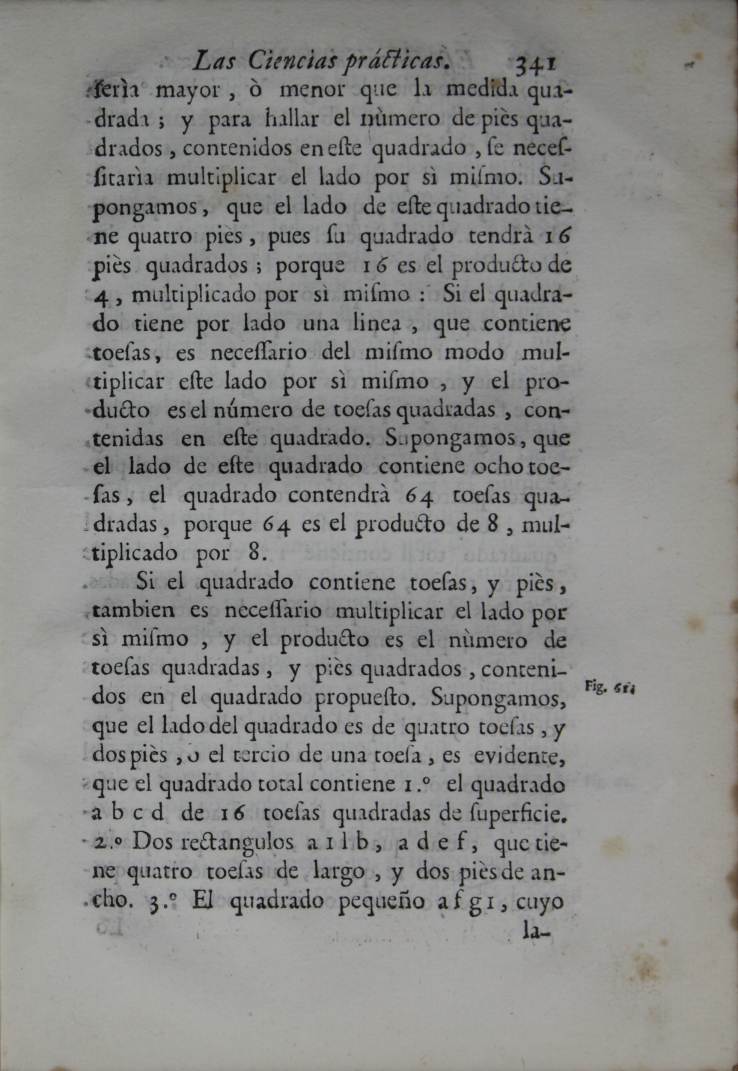 Las Ciencias prácticas. 341
ſerìa mayor, ò menor que la medida qua-
drada; y para hallar el nùmero de piès qua-
drados, contenidos en eſte quadrado, ſe neceſ-
ſitarìa multiplicar el lado por sì miſmo. Su-
pongamos, que el lado de eſte quadrado tie-
ne quatro pies, pues ſu quadrado tendrà 16
piès quadrados; porque 16 es el producto de
4, multiplicado por sì miſmo: Si el quadra-
do tiene por lado una linea, que contiene
toeſas, es neceſſario del miſmo modo mul-
tiplicar eſte lado por sì miſmo, y el pro-
ducto es el número de toeſas quadradas, con-
tenidas en eſte quadrado. Supongamos, que
el lado de eſte quadrado contiene ocho toe-
ſas, el quadrado contendrà 64 toeſas qua-
dradas, porque 64 es el producto de 8, mul-
tiplicado por 8.
Si el quadrado contiene toeſas, y piès,
tambien es neceſſario multiplicar el lado por
sì miſmo, y el producto es el nùmero de
toeſas quadradas, y piès quadrados, conteni-
dos en el quadrado propueſto. Supongamos,
Fig.
que el lado del quadrado es de quatro toeſas, y
dos piès, ò el tercio de una toeſa, es evidente,
que el quadrado total contiene 1.º el quadrado
a b c d de 16 toeſas quadradas de ſuperficie.
2.º Dos rectangulos a 1 l b, a d e f, que tie-
ne quatro toeſas de largo, y dos piès de an-
cho. 3.º El quadrado pequeño a f g 1, cuyo
la-